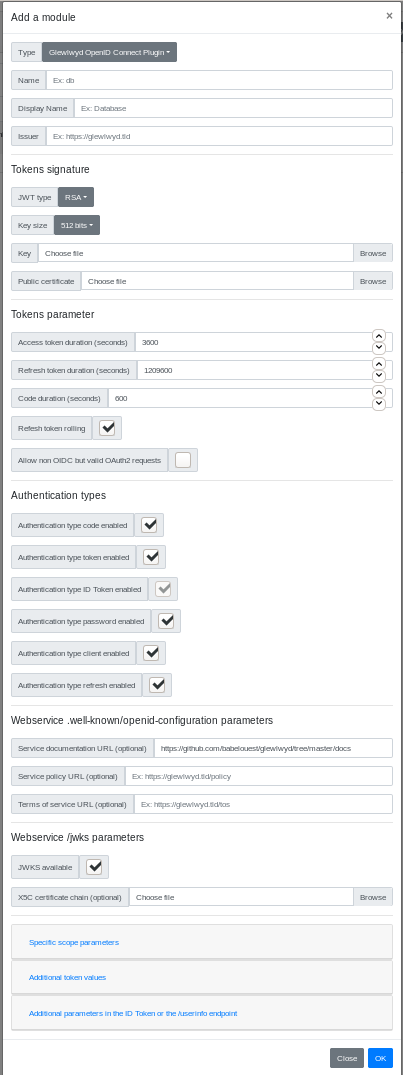 Add a module ×
Type Glewlwyd OpenID Connect Plugin
Name Ex: db
Display Name Ex: Database
Issuer Ex: https://glewlwyd.tld
Tokens signature
JWT type RSA
Key size 512 bits
Key Choose file Browse
Public certificate Choose file Browse
Tokens parameter
Access token duration (seconds) 3600
Refresh token duration (seconds) 1209600
Code duration (seconds) 600
Refesh token rolling
Allow non OIDC but valid OAuth2 requests
Authentication types
Authentication type code enabled
Authentication type token enabled
Authentication type ID Token enabled
Authentication type password enabled
Authentication type client enabled
Authentication type refresh enabled
Webservice .well-known/openid-configuration parameters
Service documentation URL (optional) https://github.com/babelouest/glewlwyd/tree/master/docs
Service policy URL (optional) Ex: https://glewlwyd.tld/policy
Terms of service URL (optional) Ex: https://glewlwyd.tld/tos
Webservice /jwks parameters
JWKS available
X5C certificate chain (optional) Choose file Browse
Specific scope parameters
Additional token values
Additional parameters in the ID Token or the /userinfo endpoint
Close OK